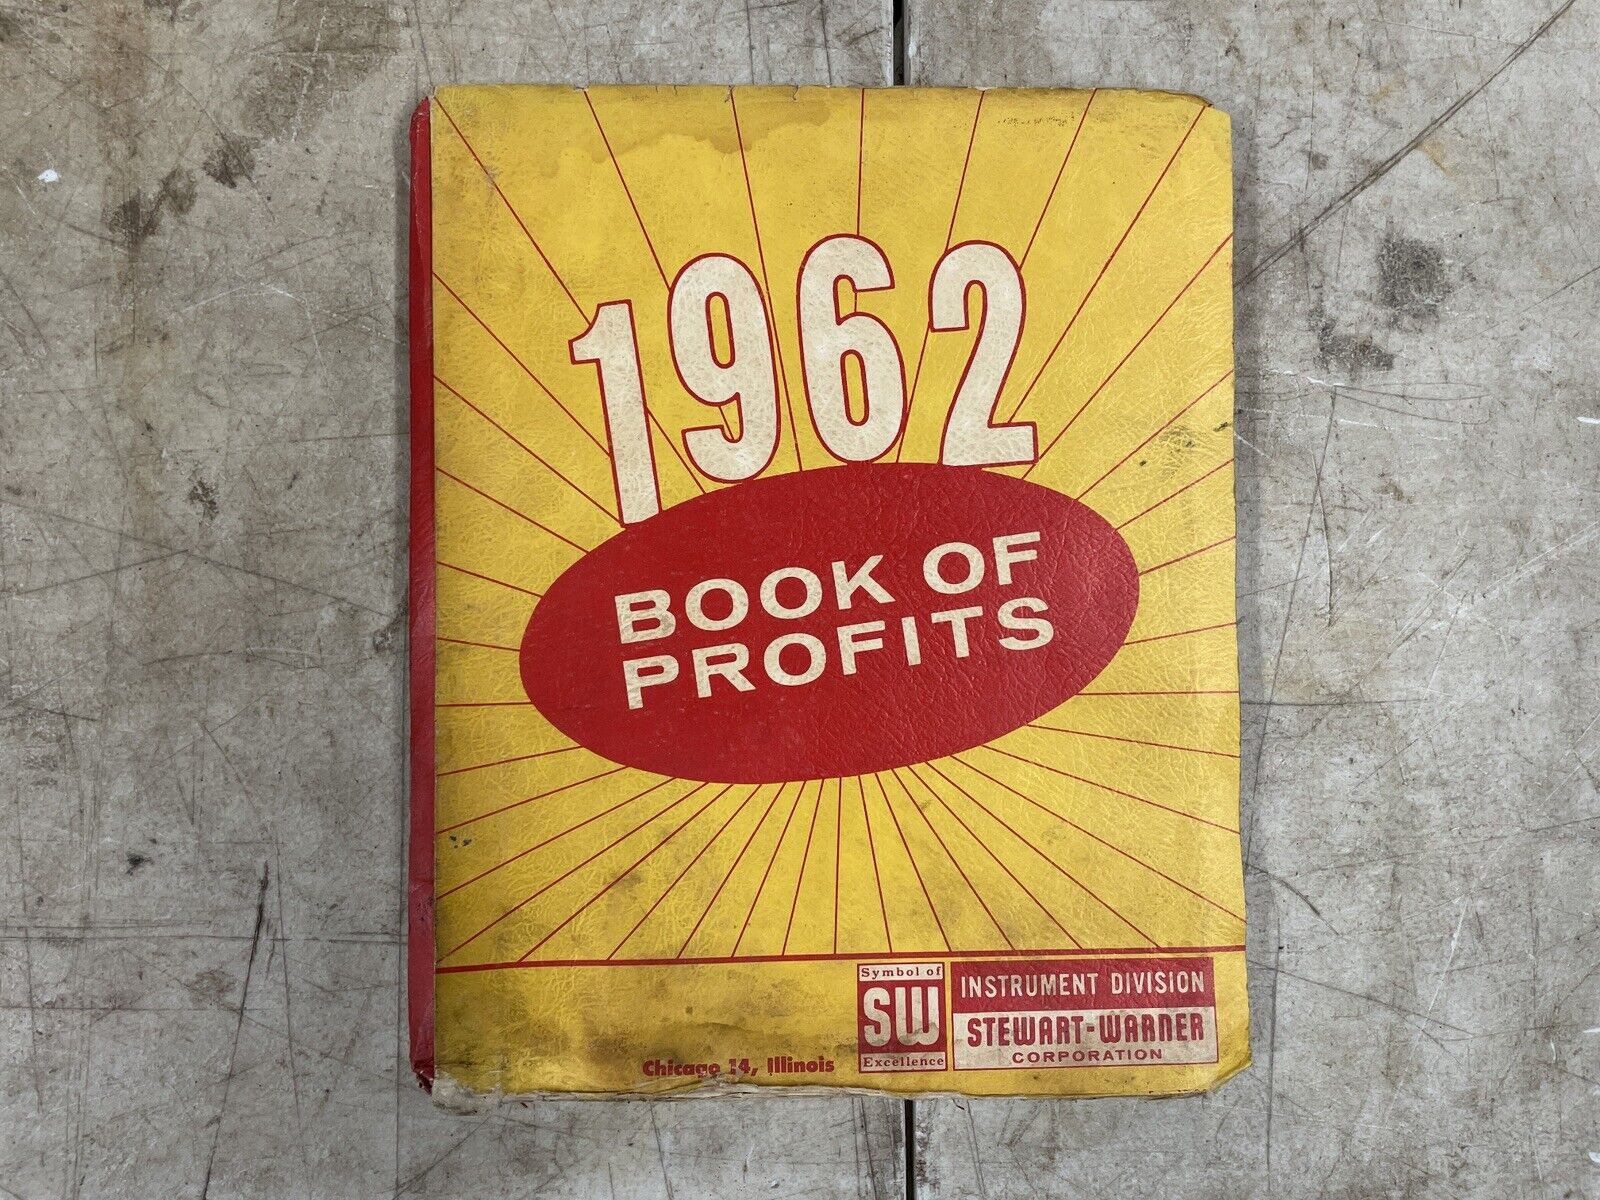 1962
BOOK OF
PROFITS
Symbol of
SW
Excellence
INSTRUMENT DIVISION
STEWART-WARNER
CORPORATION
Chicago 14, Illinois